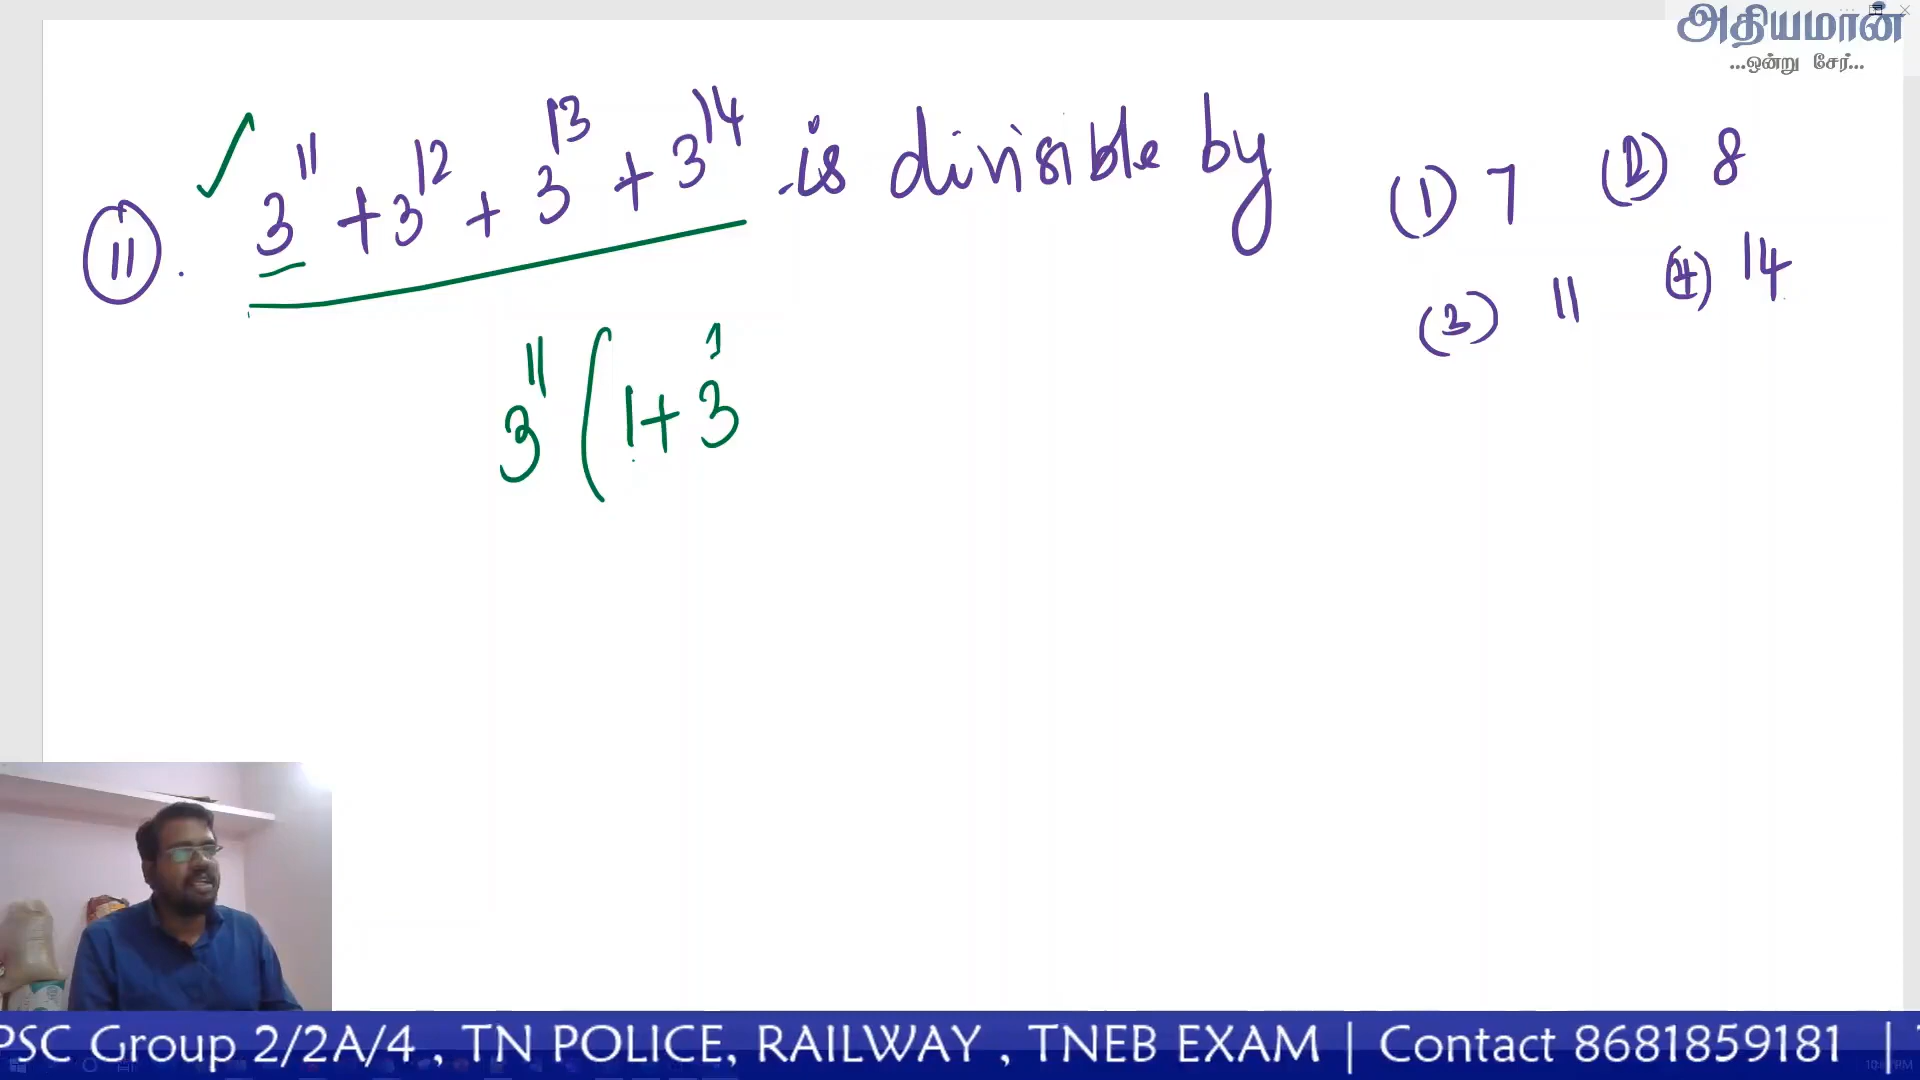 அதியமான்
...ஒன்று சேர்...
11. 3^11 + 3^12 + 3^13 + 3^14 is divisible by (1) 7 (2) 8
(3) 11 (4) 14
3^11 (1+3^1
PSC Group 2/2A/4 , TN POLICE, RAILWAY , TNEB EXAM | Contact 8681859181 |